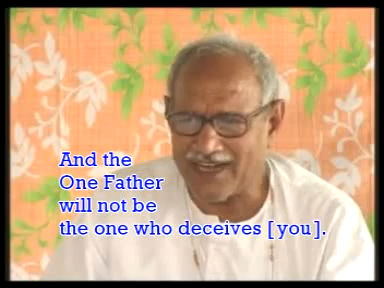 And the
One Father
will not be
the one who deceives [you].